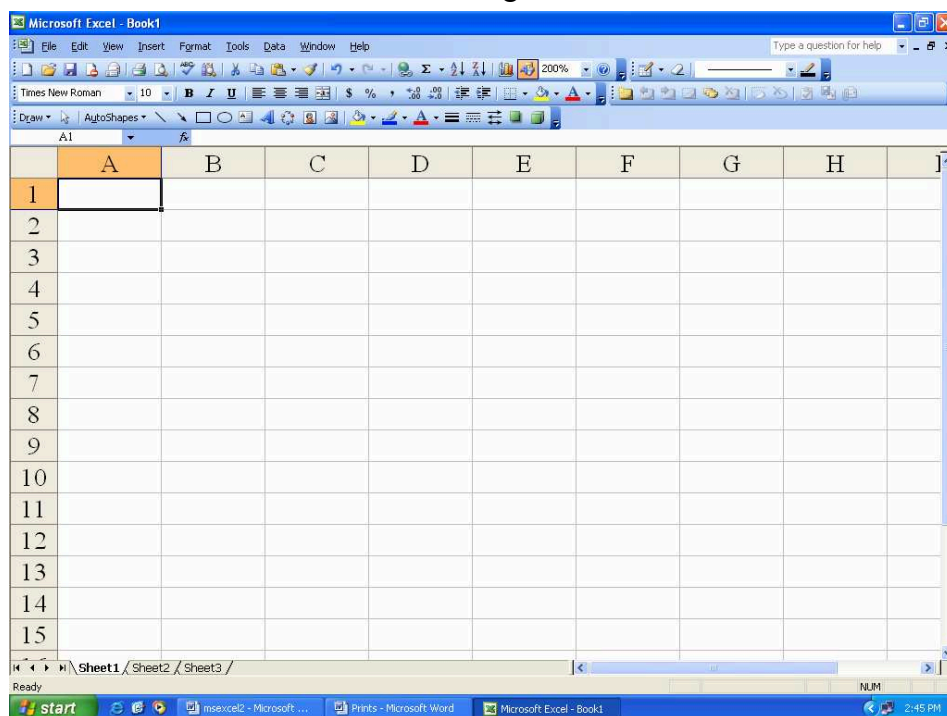 Microsoft Excel - Book1
File Edit View Insert Format Tools Data Window Help Type a question for help
200%
Times New Roman 10 B I U $ % ,
Draw AutoShapes
A1 fx
A B C D E F G H
1
2
3
4
5
6
7
8
9
10
11
12
13
14
15
Sheet1 Sheet2 Sheet3
Ready NUM
start msexcel2 - Microsoft ... Prints - Microsoft Word Microsoft Excel - Book1 2:45 PM